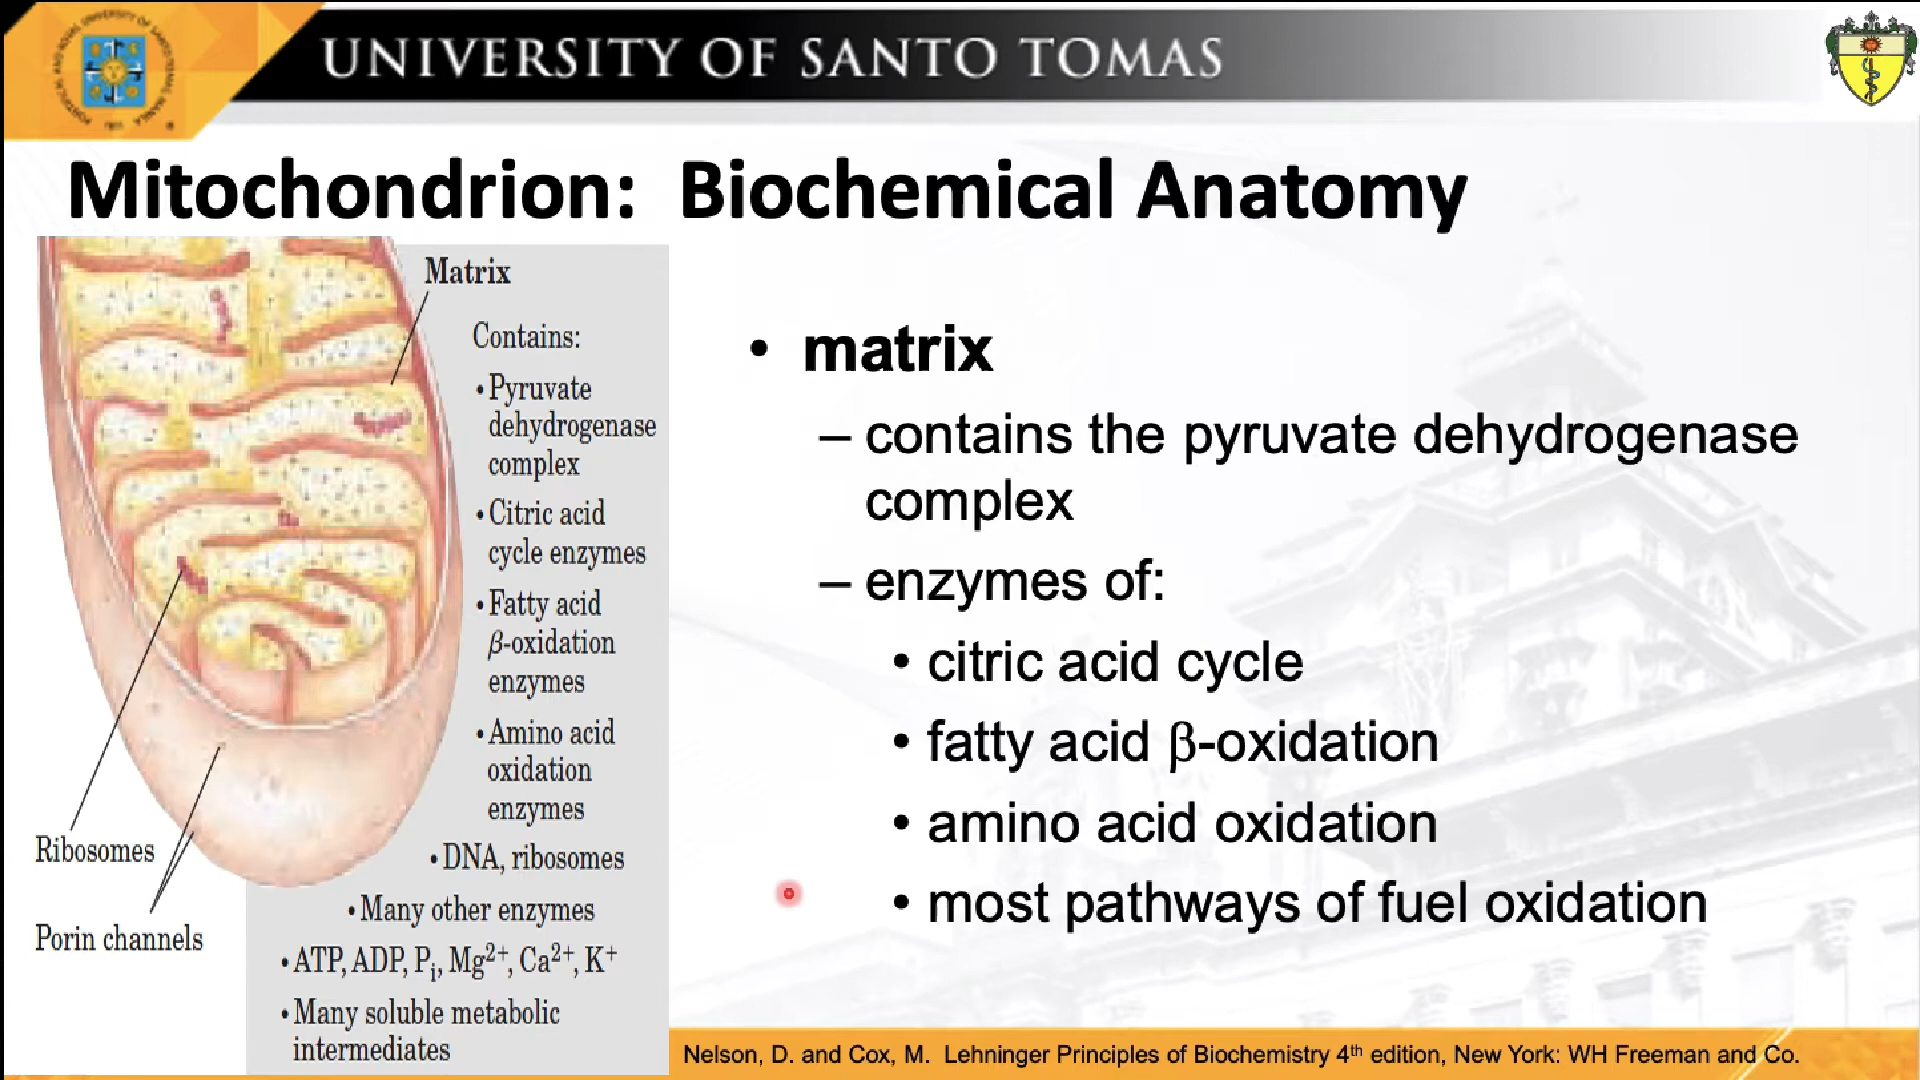 UNIVERSITY OF SANTO TOMAS
Mitochondrion: Biochemical Anatomy
Matrix
Contains:
• Pyruvate
dehydrogenase
complex
• Citric acid
cycle enzymes
• Fatty acid
β-oxidation
enzymes
• Amino acid
oxidation
enzymes
• DNA, ribosomes
• Many other enzymes
• ATP, ADP, Pᵢ, Mg²⁺, Ca²⁺, K⁺
• Many soluble metabolic
intermediates
Ribosomes
Porin channels
• matrix
– contains the pyruvate dehydrogenase
complex
– enzymes of:
• citric acid cycle
• fatty acid β-oxidation
• amino acid oxidation
• most pathways of fuel oxidation
Nelson, D. and Cox, M. Lehninger Principles of Biochemistry 4th edition, New York: WH Freeman and Co.